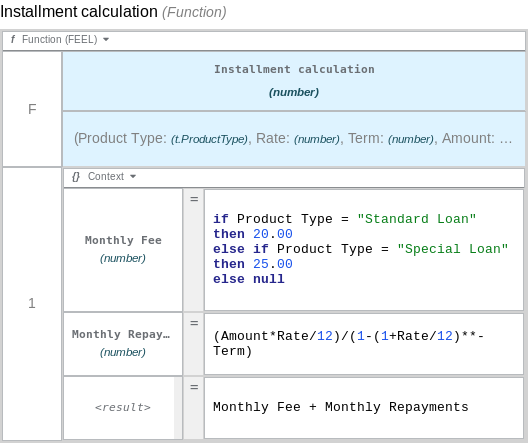 Installment calculation (Function)
f Function (FEEL)
F
Installment calculation
(number)
(Product Type: (t.ProductType), Rate: (number), Term: (number), Amount: ...
1
{} Context
Monthly Fee
(number)
=
if Product Type = "Standard Loan"
then 20.00
else if Product Type = "Special Loan"
then 25.00
else null
Monthly Repay...
(number)
=
(Amount*Rate/12)/(1-(1+Rate/12)**-
Term)
<result>
=
Monthly Fee + Monthly Repayments